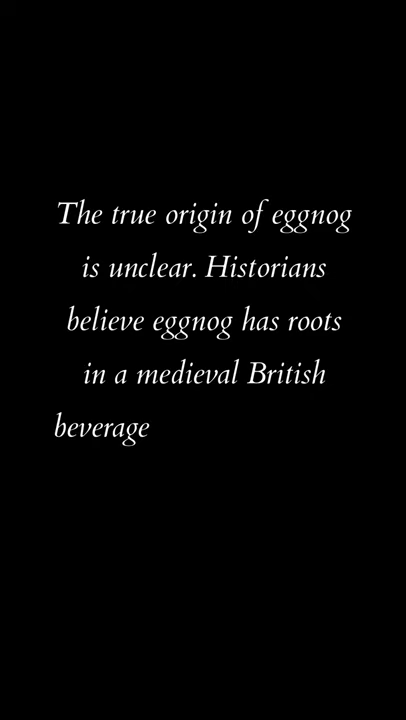 The true origin of eggnog
is unclear. Historians
believe eggnog has roots
in a medieval British
beverage